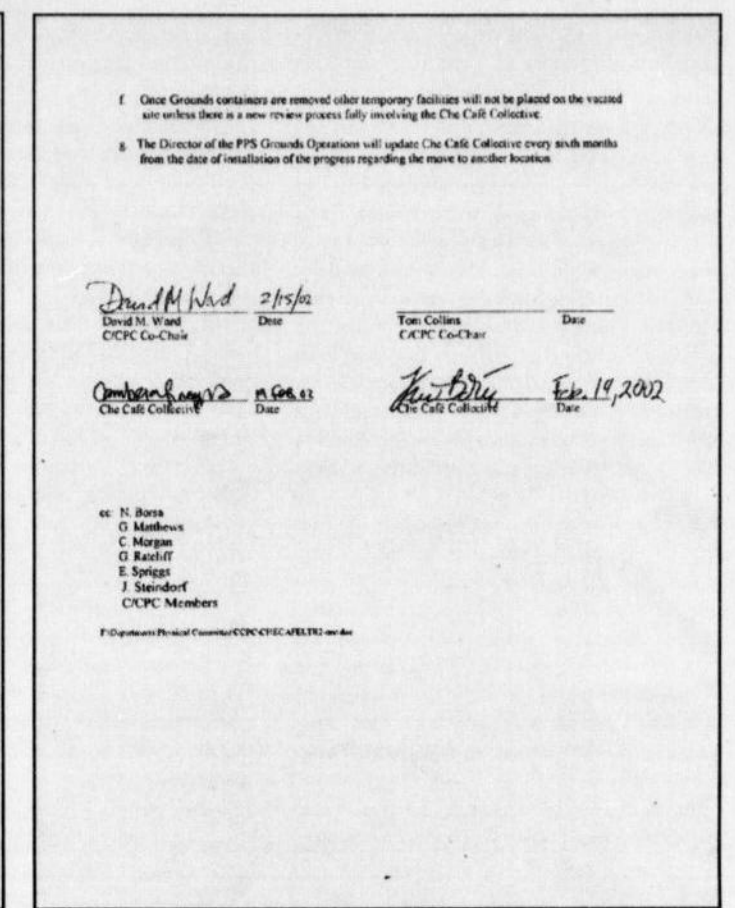 f. Once Grounds containers are removed other temporary facilities will not be placed on the vacated
site unless there is a new review process fully involving the Che Café Collective.
g. The Director of the PPS Grounds Operations will update Che Café Collective every sixth months
from the date of installation of the progress regarding the move to another location
David M Ward 2/15/02
David M. Ward Date Tom Collins Date
C/CPC Co-Chair C/CPC Co-Chair
19 Feb 02 Feb. 19, 2002
Che Café Collective Date Che Café Collective Date
cc: N. Borsa
G. Matthews
C. Morgan
G. Ratcliff
E. Spriggs
J. Steindorf
C/CPC Members